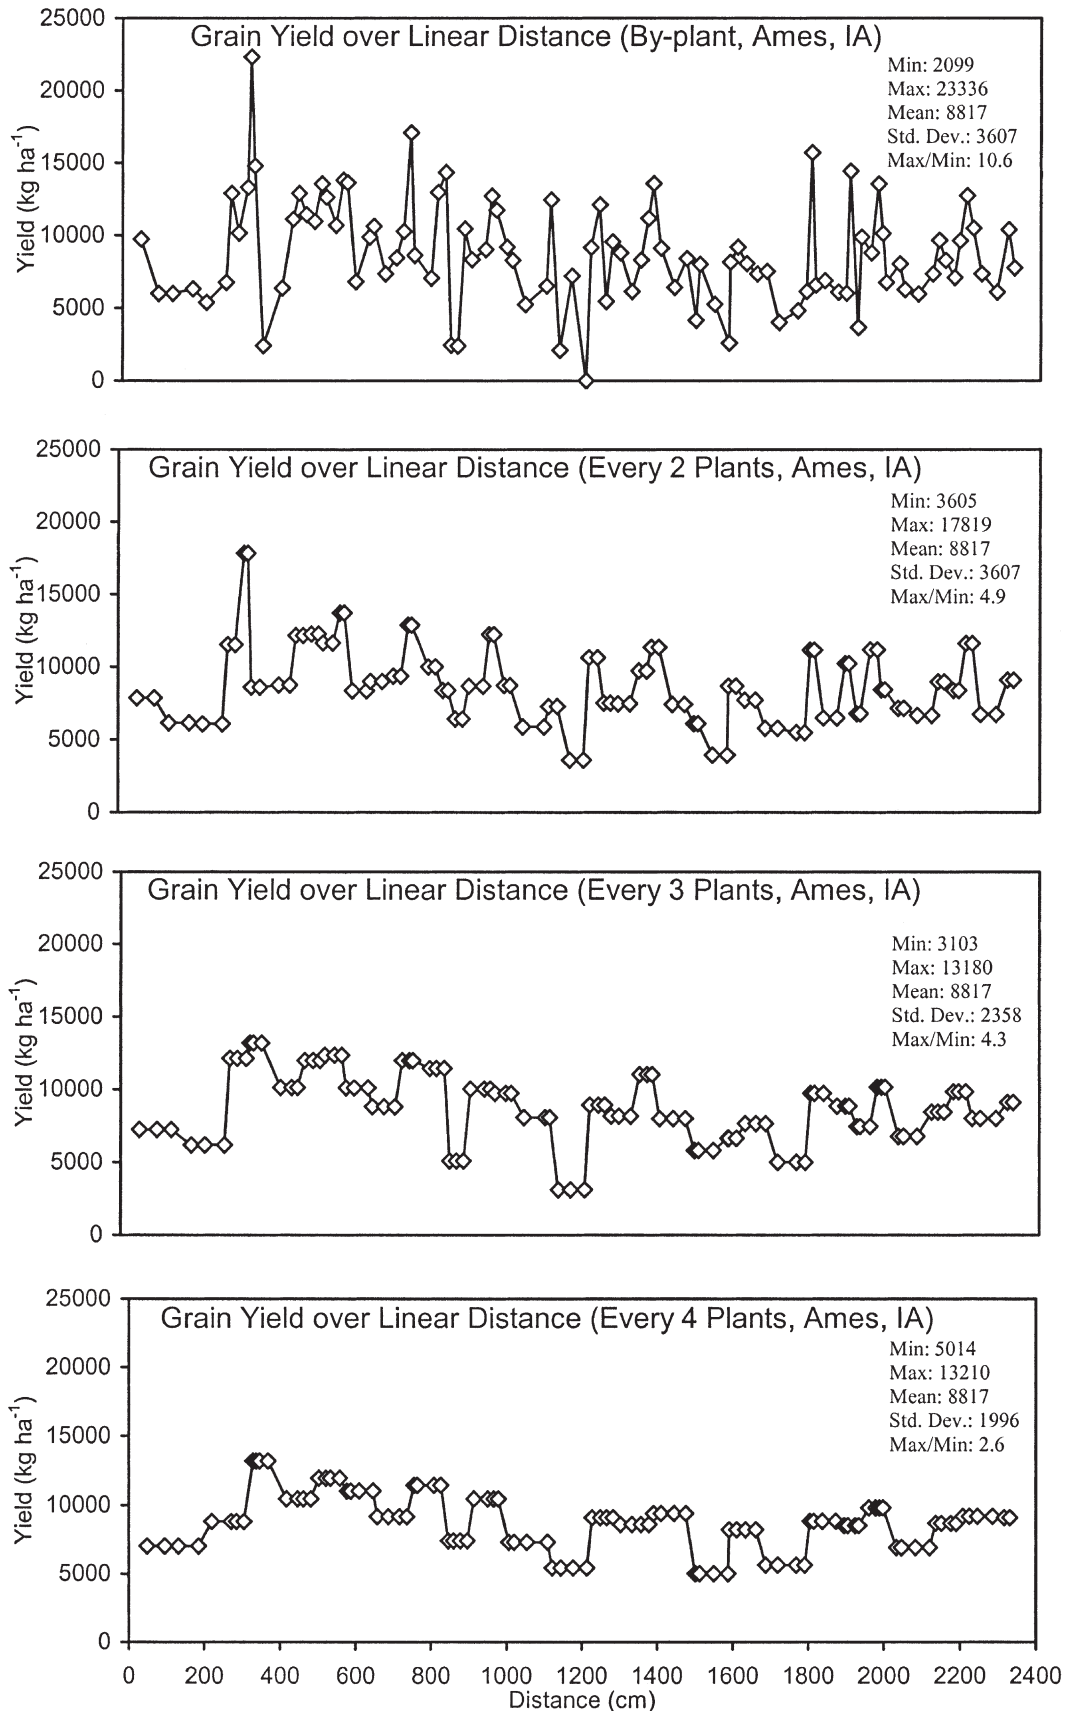 Grain Yield over Linear Distance (By-plant, Ames, IA)
Min: 2099
Max: 23336
Mean: 8817
Std. Dev.: 3607
Max/Min: 10.6
25000
20000
15000
10000
5000
0
Yield (kg ha⁻¹)
Grain Yield over Linear Distance (Every 2 Plants, Ames, IA)
Min: 3605
Max: 17819
Mean: 8817
Std. Dev.: 3607
Max/Min: 4.9
25000
20000
15000
10000
5000
0
Yield (kg ha⁻¹)
Grain Yield over Linear Distance (Every 3 Plants, Ames, IA)
Min: 3103
Max: 13180
Mean: 8817
Std. Dev.: 2358
Max/Min: 4.3
25000
20000
15000
10000
5000
0
Yield (kg ha⁻¹)
Grain Yield over Linear Distance (Every 4 Plants, Ames, IA)
Min: 5014
Max: 13210
Mean: 8817
Std. Dev.: 1996
Max/Min: 2.6
25000
20000
15000
10000
5000
0
Yield (kg ha⁻¹)
0 200 400 600 800 1000 1200 1400 1600 1800 2000 2200 2400
Distance (cm)